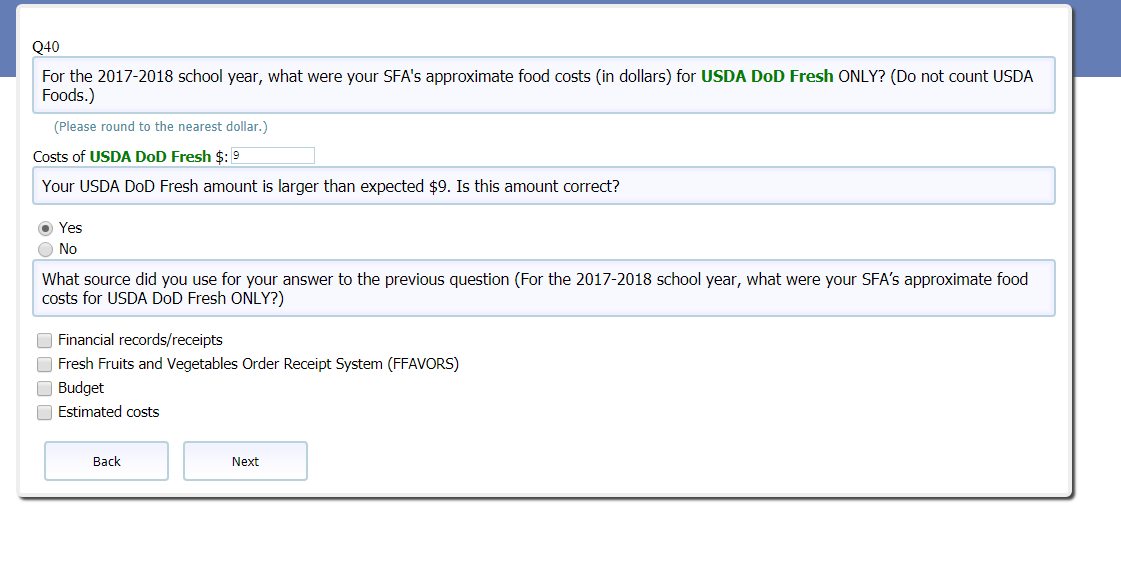 Q40
For the 2017-2018 school year, what were your SFA's approximate food costs (in dollars) for USDA DoD Fresh ONLY? (Do not count USDA
Foods.)
(Please round to the nearest dollar.)
Costs of USDA DoD Fresh $: 9
Your USDA DoD Fresh amount is larger than expected $9. Is this amount correct?
Yes
No
What source did you use for your answer to the previous question (For the 2017-2018 school year, what were your SFA’s approximate food
costs for USDA DoD Fresh ONLY?)
Financial records/receipts
Fresh Fruits and Vegetables Order Receipt System (FFAVORS)
Budget
Estimated costs
Back Next